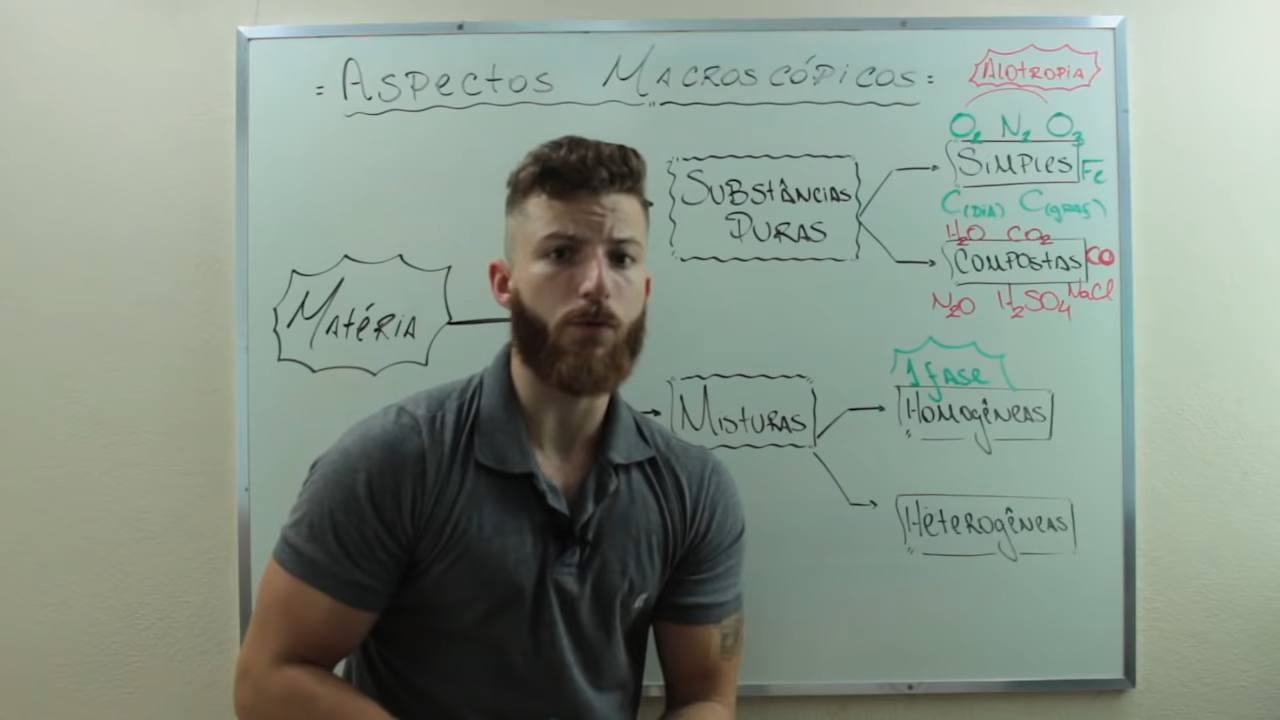 = Aspectos Macroscópicos =
Alotropia
O₂ N₂ O₃
Substâncias
Puras
Simples Fe
C(DIA) C(graf)
H₂O CO₂
Compostas CO
N₂O H₂SO₄ NaCl
Matéria
1 fase
Misturas
Homogêneas
Heterogêneas